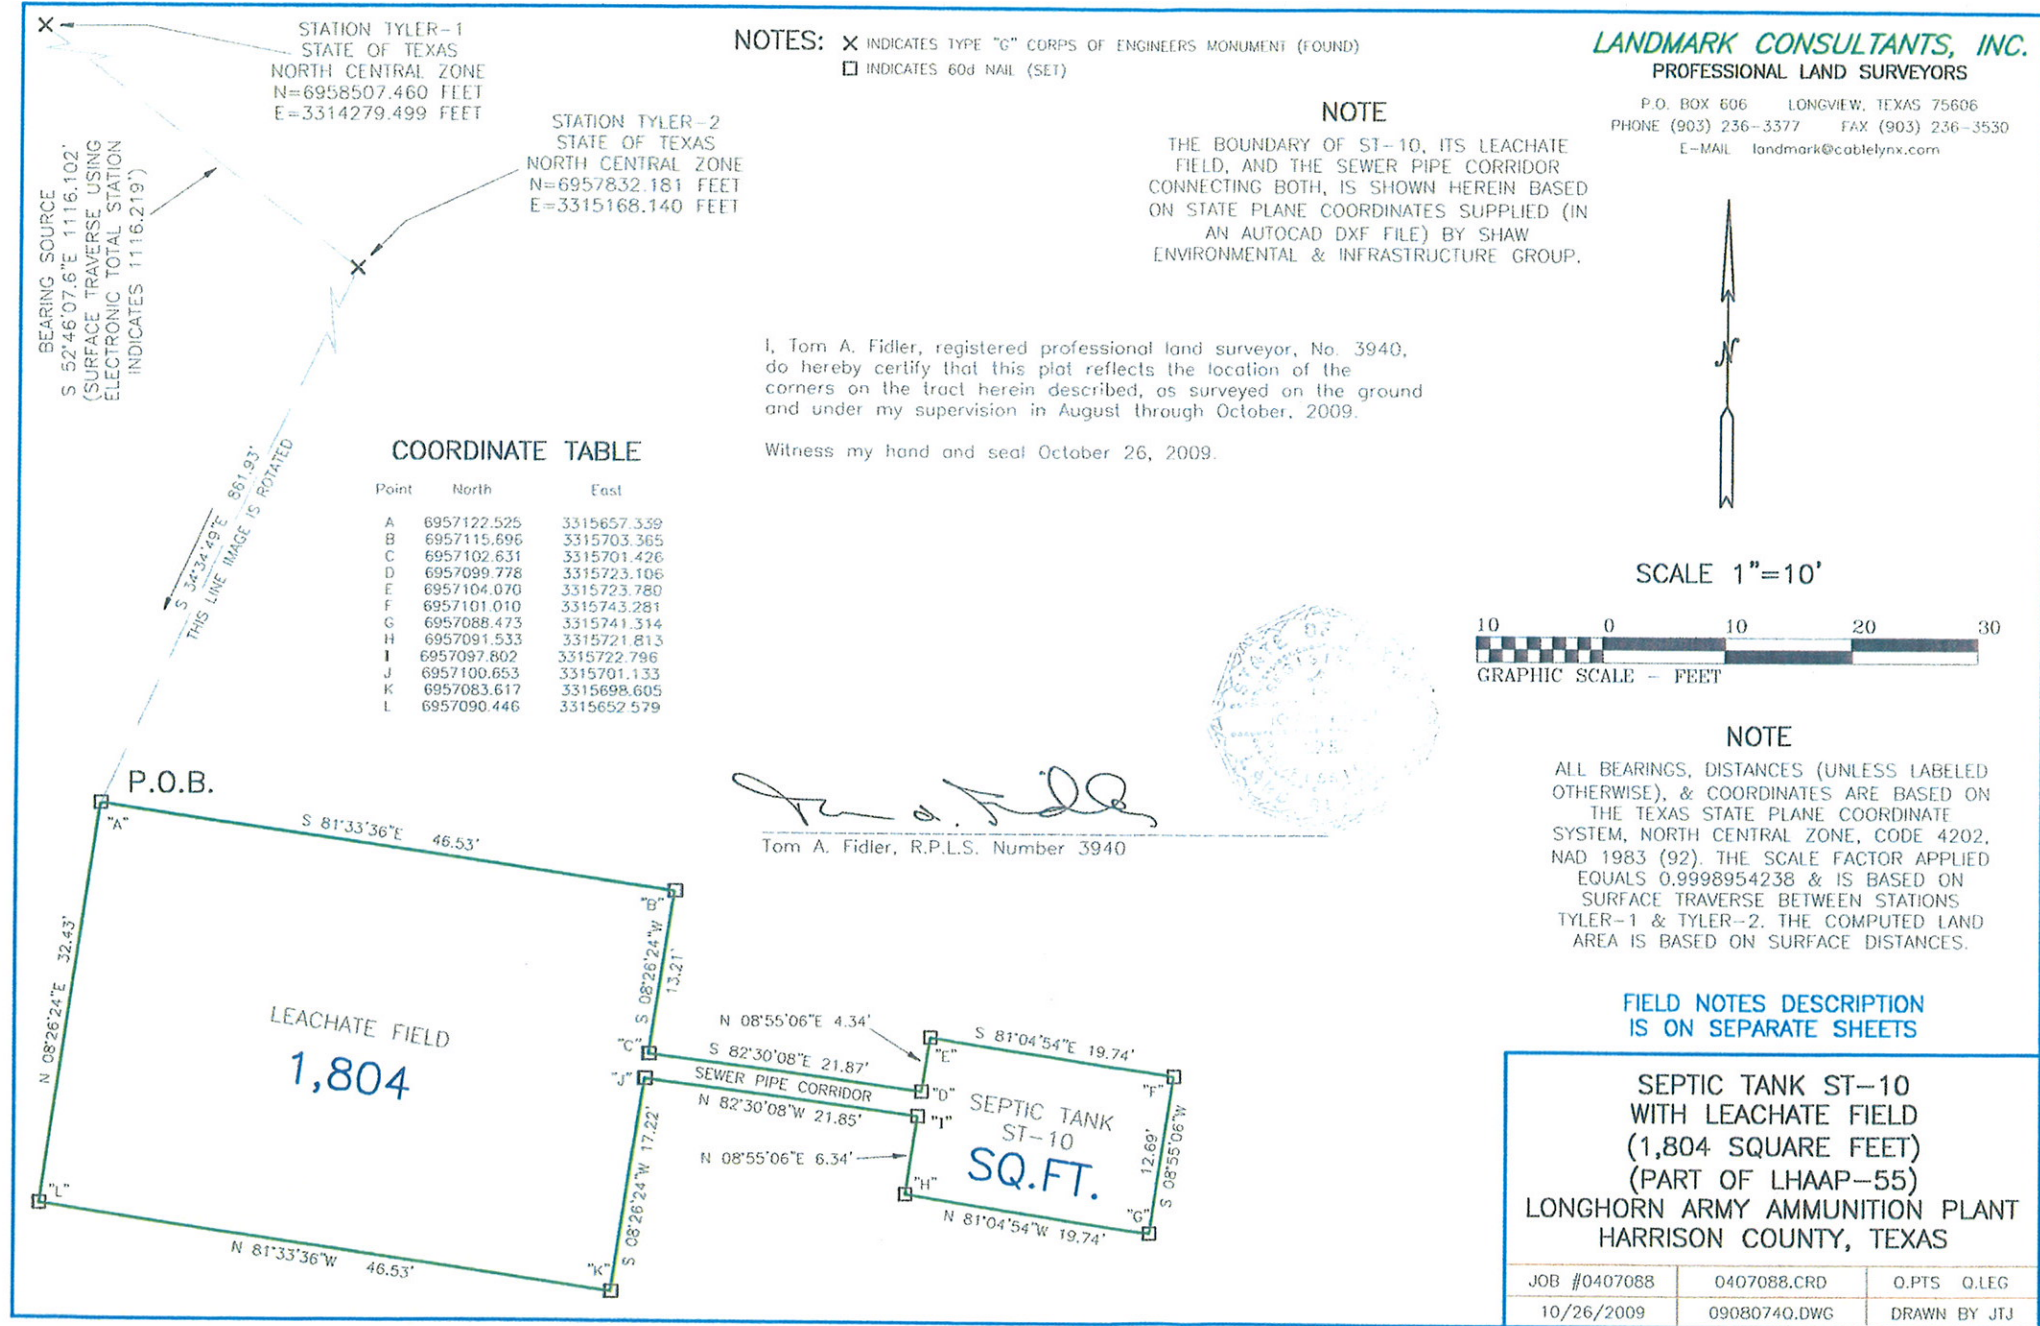 STATION TYLER-1
STATE OF TEXAS
NORTH CENTRAL ZONE
N=6958507.460 FEET
E=3314279.499 FEET
STATION TYLER-2
STATE OF TEXAS
NORTH CENTRAL ZONE
N=6957832.181 FEET
E=3315168.140 FEET
BEARING SOURCE
S 52°46'07.6"E 1116.102'
(SURFACE TRAVERSE USING
ELECTRONIC TOTAL STATION
INDICATES 1116.219')
S 34°34'49"E 861.93'
THIS LINE IMAGE IS ROTATED
NOTES: X INDICATES TYPE "G" CORPS OF ENGINEERS MONUMENT (FOUND)
INDICATES 60d NAIL (SET)
LANDMARK CONSULTANTS, INC.
PROFESSIONAL LAND SURVEYORS
P.O. BOX 606 LONGVIEW, TEXAS 75606
PHONE (903) 236-3377 FAX (903) 236-3530
E-MAIL landmark@cablelynx.com
NOTE
THE BOUNDARY OF ST-10, ITS LEACHATE
FIELD, AND THE SEWER PIPE CORRIDOR
CONNECTING BOTH, IS SHOWN HEREIN BASED
ON STATE PLANE COORDINATES SUPPLIED (IN
AN AUTOCAD DXF FILE) BY SHAW
ENVIRONMENTAL & INFRASTRUCTURE GROUP.
I, Tom A. Fidler, registered professional land surveyor, No. 3940,
do hereby certify that this plat reflects the location of the
corners on the tract herein described, as surveyed on the ground
and under my supervision in August through October, 2009.
Witness my hand and seal October 26, 2009.
N
COORDINATE TABLE
Point North East
A 6957122.525 3315657.339
B 6957115.696 3315703.365
C 6957102.631 3315701.426
D 6957099.778 3315723.106
E 6957104.070 3315723.780
F 6957101.010 3315743.281
G 6957088.473 3315741.314
H 6957091.533 3315721.813
I 6957097.802 3315722.796
J 6957100.653 3315701.133
K 6957083.617 3315698.605
L 6957090.446 3315652.579
SCALE 1"=10'
10 0 10 20 30
GRAPHIC SCALE - FEET
Tom A. Fidler
Tom A. Fidler, R.P.L.S. Number 3940
NOTE
ALL BEARINGS, DISTANCES (UNLESS LABELED
OTHERWISE), & COORDINATES ARE BASED ON
THE TEXAS STATE PLANE COORDINATE
SYSTEM, NORTH CENTRAL ZONE, CODE 4202,
NAD 1983 (92). THE SCALE FACTOR APPLIED
EQUALS 0.9998954238 & IS BASED ON
SURFACE TRAVERSE BETWEEN STATIONS
TYLER-1 & TYLER-2. THE COMPUTED LAND
AREA IS BASED ON SURFACE DISTANCES.
P.O.B.
"A"
S 81°33'36"E 46.53'
"B"
S 08°26'24"W
13.21'
N 08°26'24"E 32.43'
LEACHATE FIELD
1,804
"C"
"J"
S 82°30'08"E 21.87'
SEWER PIPE CORRIDOR
N 82°30'08"W 21.85'
N 08°55'06"E 4.34'
"E"
S 81°04'54"E 19.74'
"F"
"D"
"I"
SEPTIC TANK
ST-10
SQ.FT.
12.69'
S 08°55'06"W
N 08°55'06"E 6.34'
"H"
"G"
N 81°04'54"W 19.74'
S 08°26'24"W 17.22'
"L"
N 81°33'36"W 46.53'
"K"
FIELD NOTES DESCRIPTION
IS ON SEPARATE SHEETS
SEPTIC TANK ST-10
WITH LEACHATE FIELD
(1,804 SQUARE FEET)
(PART OF LHAAP-55)
LONGHORN ARMY AMMUNITION PLANT
HARRISON COUNTY, TEXAS
JOB #0407088 0407088.CRD O.PTS Q.LEG
10/26/2009 0908074O.DWG DRAWN BY JTJ